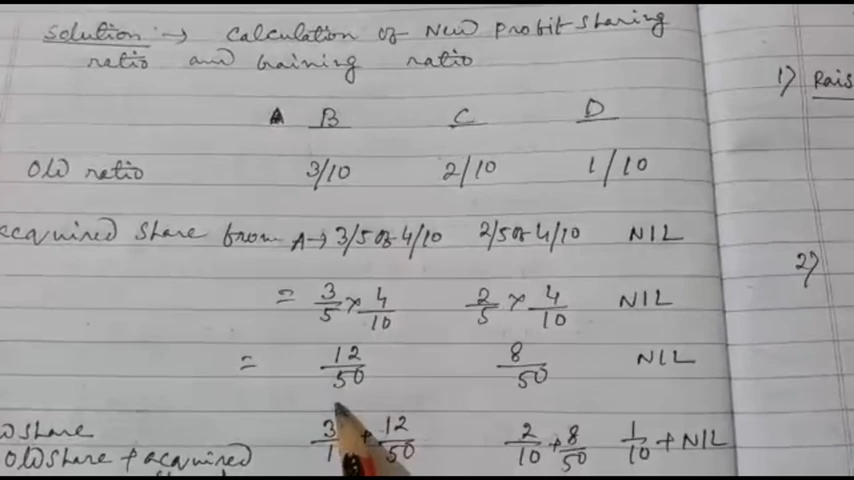 Solution :→ Calculation of New Profit Sharing
ratio and Gaining ratio
A B C D
Old ratio 3/10 2/10 1/10
acquired Share from A→ 3/5 of 4/10 2/5 of 4/10 NIL
= 3/5 × 4/10 2/5 × 4/10 NIL
= 12/50 8/50 NIL
share 3/1 + 12/50 2/10 + 8/50 1/10 + NIL
old share + acquired
1) Rais
2)